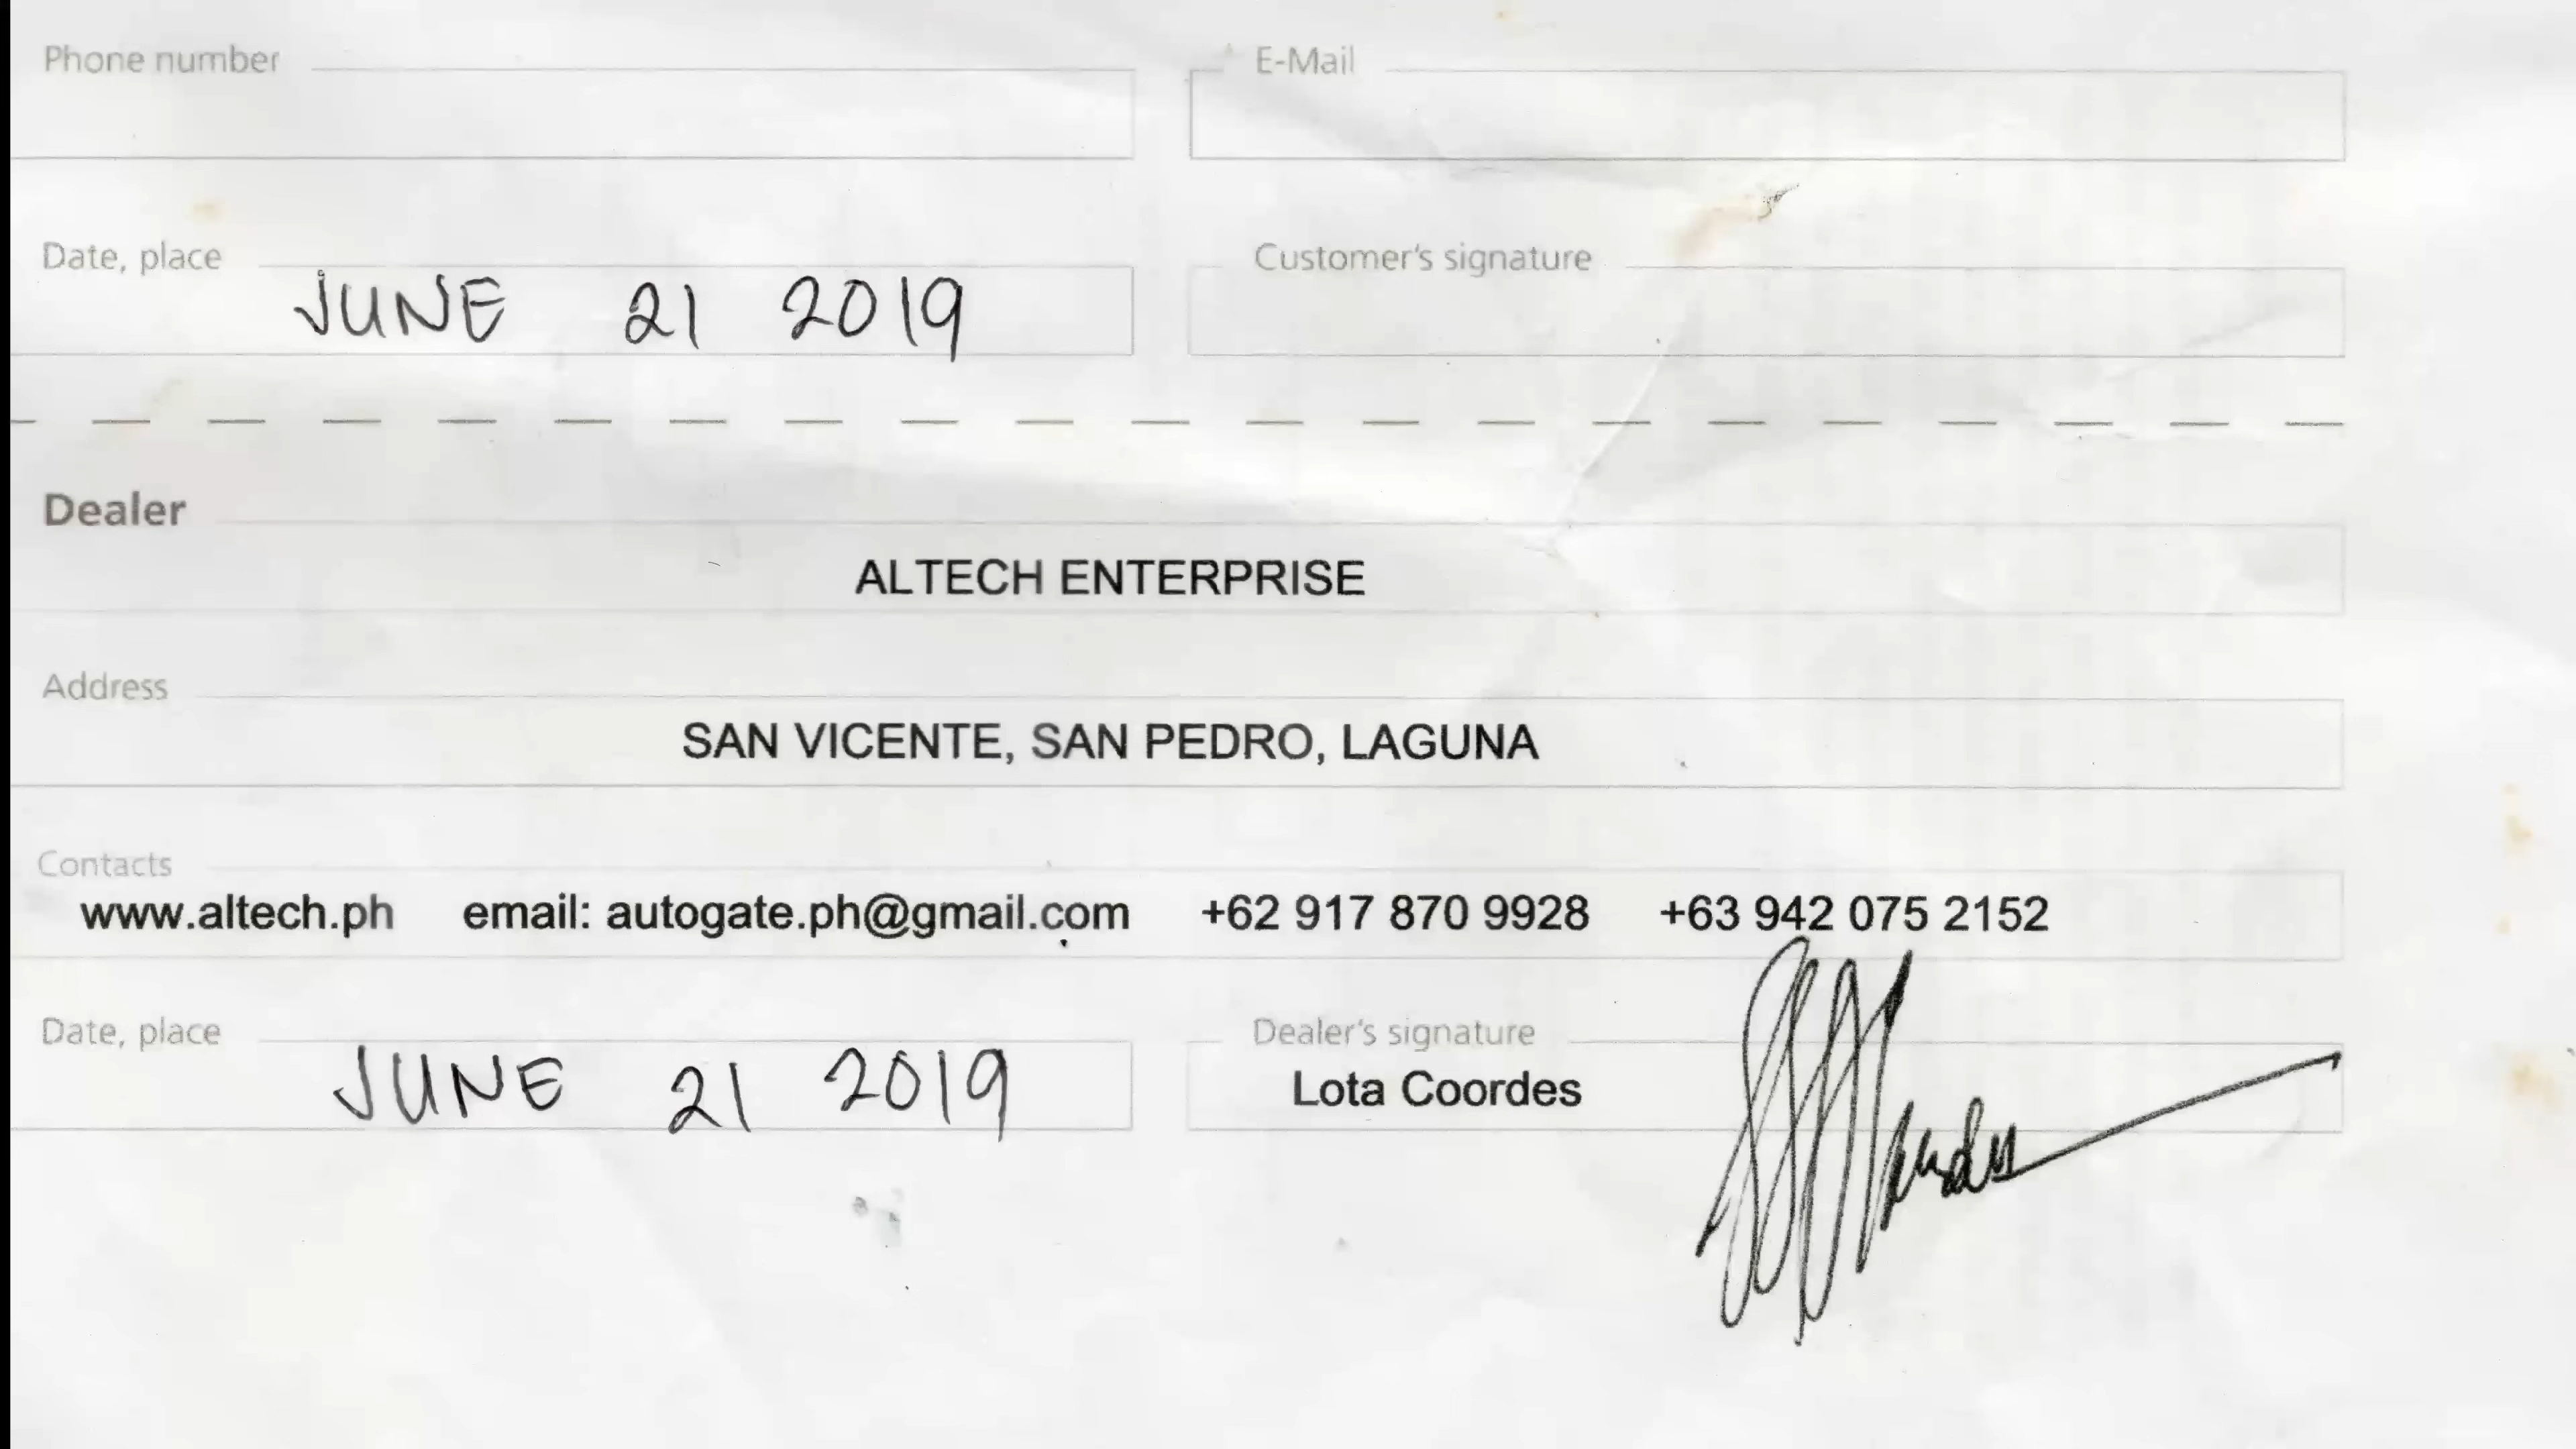 Phone number E-Mail
Date, place Customer's signature
JUNE 21 2019
Dealer
ALTECH ENTERPRISE
Address
SAN VICENTE, SAN PEDRO, LAGUNA
Contacts
www.altech.ph email: autogate.ph@gmail.com +62 917 870 9928 +63 942 075 2152
Date, place Dealer's signature
JUNE 21 2019 Lota Coordes